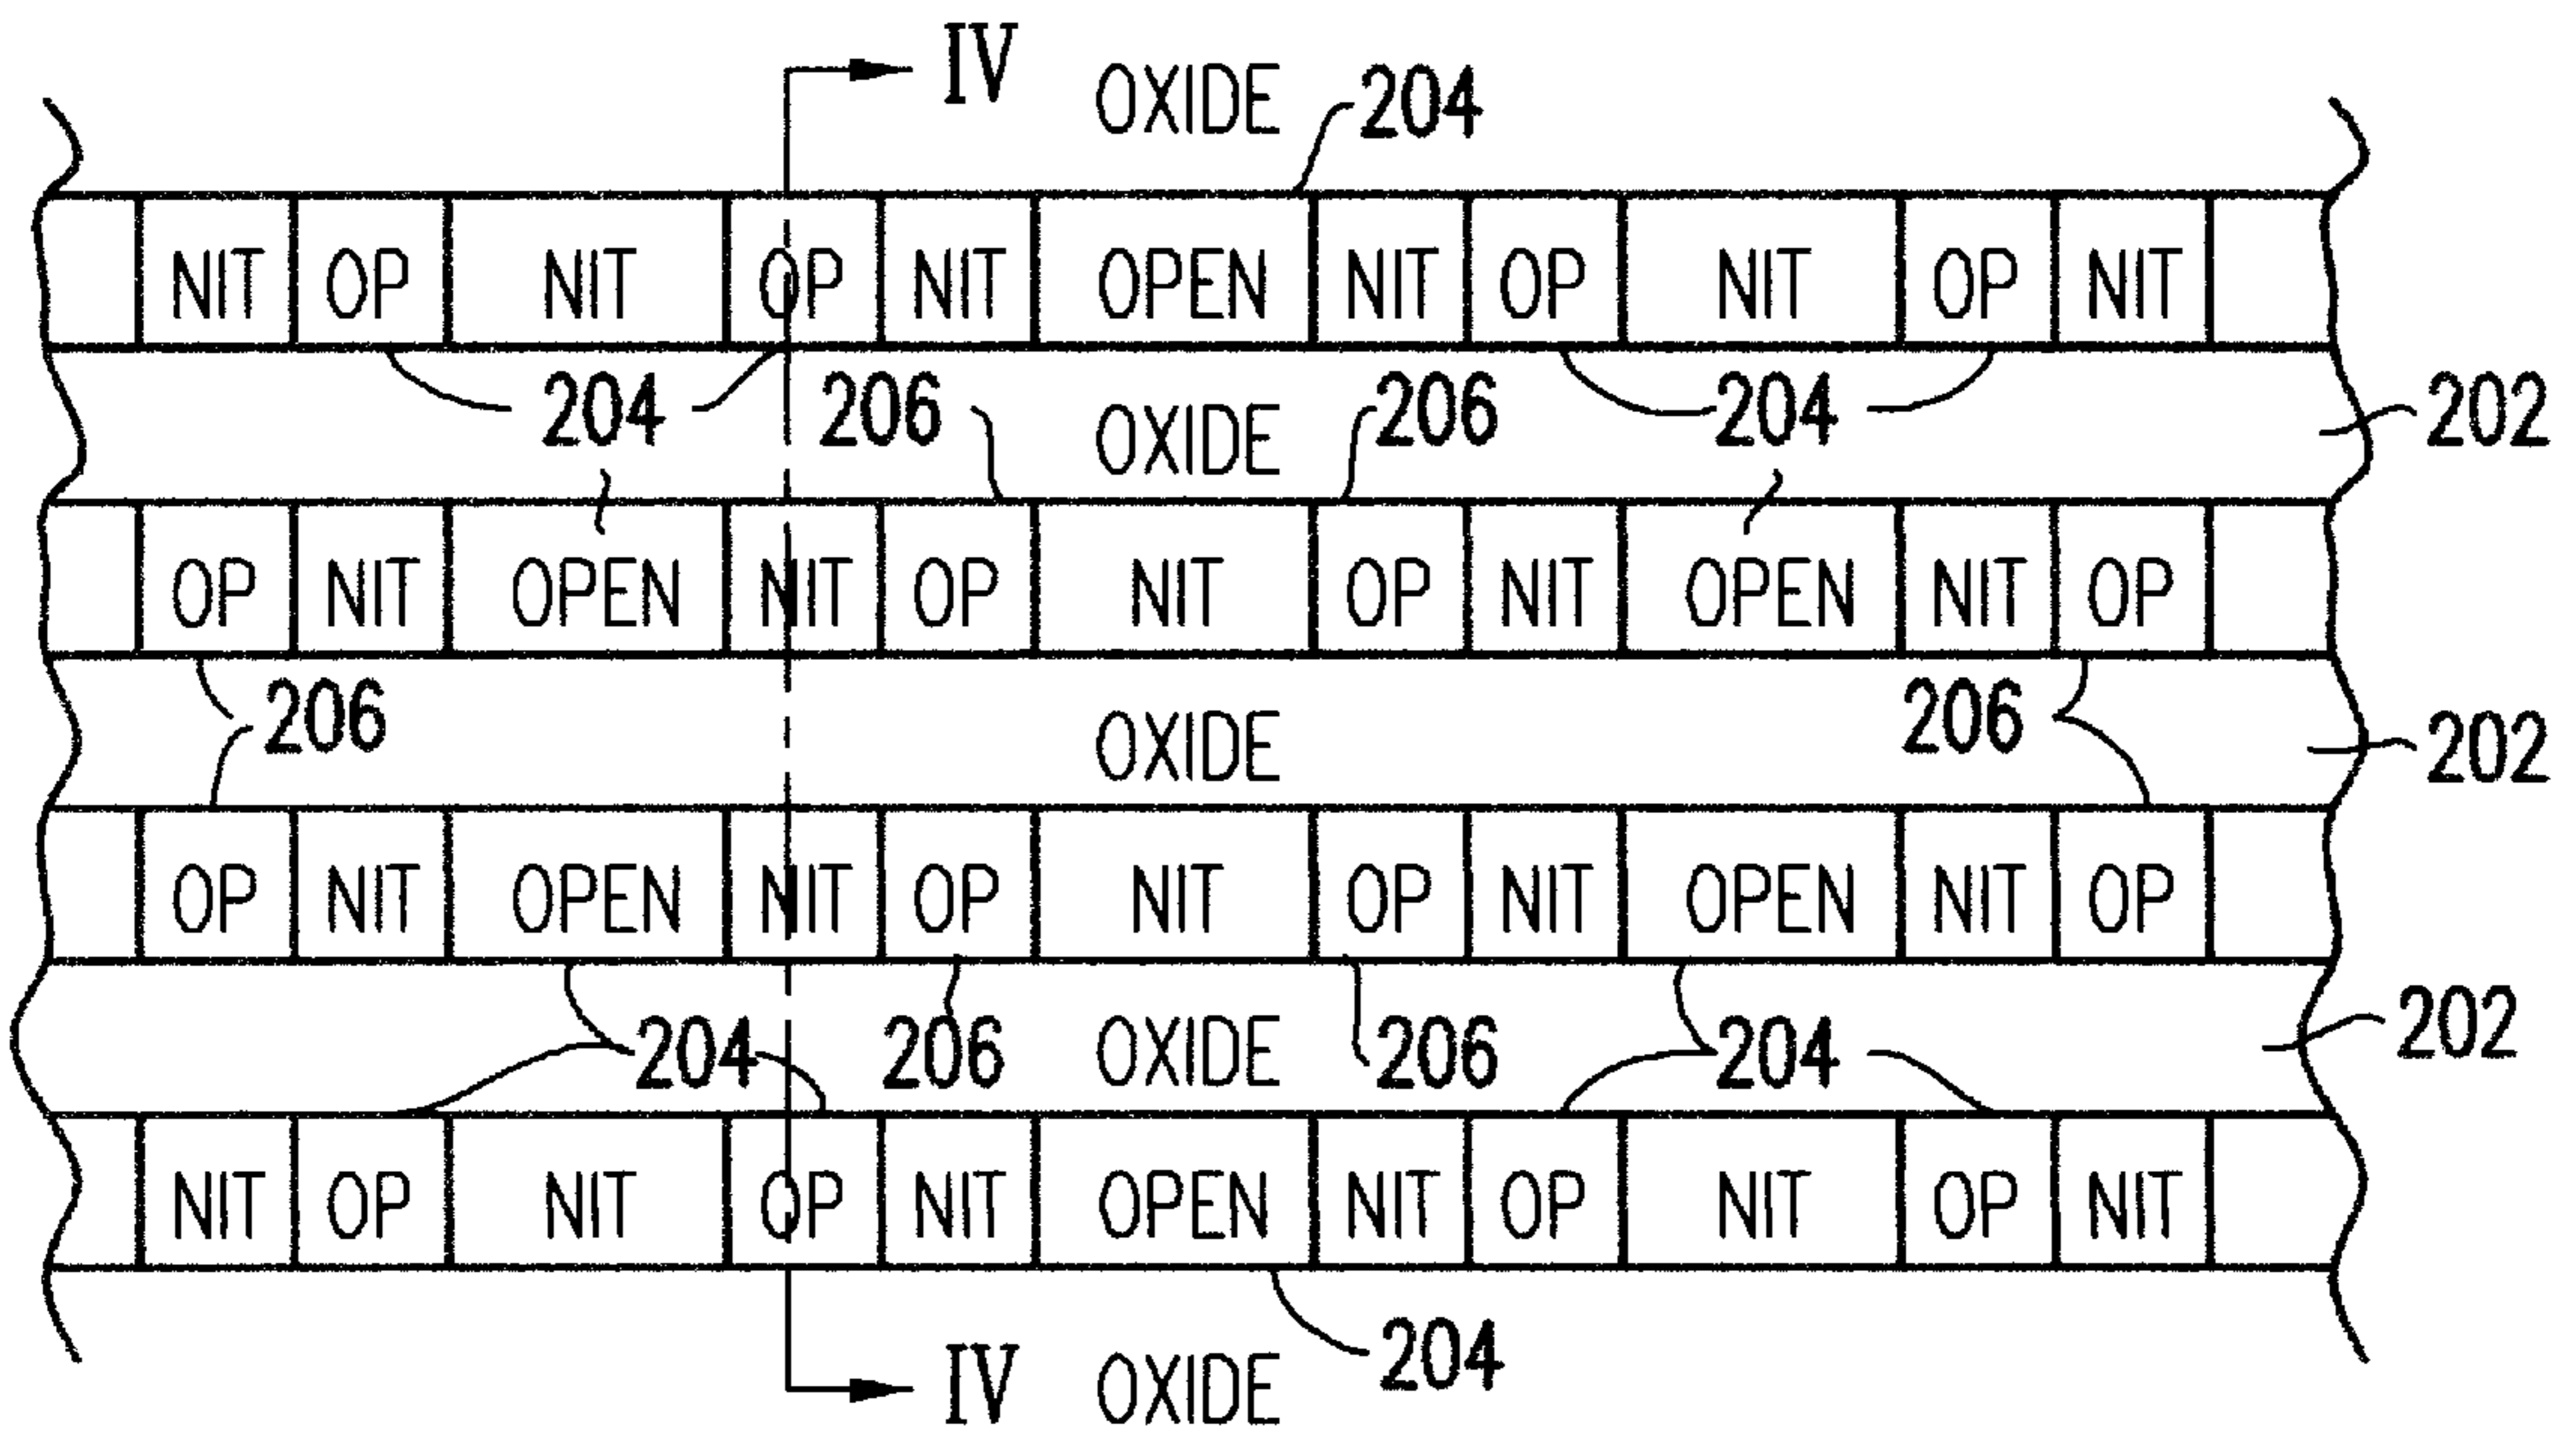 IV OXIDE 204
NIT OP NIT OP NIT OPEN NIT OP NIT OP NIT
204 206 OXIDE 206 204 202
OP NIT OPEN NIT OP NIT OP NIT OPEN NIT OP
206 OXIDE 206 202
OP NIT OPEN NIT OP NIT OP NIT OPEN NIT OP
204 206 OXIDE 206 204 202
NIT OP NIT OP NIT OPEN NIT OP NIT OP NIT
IV OXIDE 204